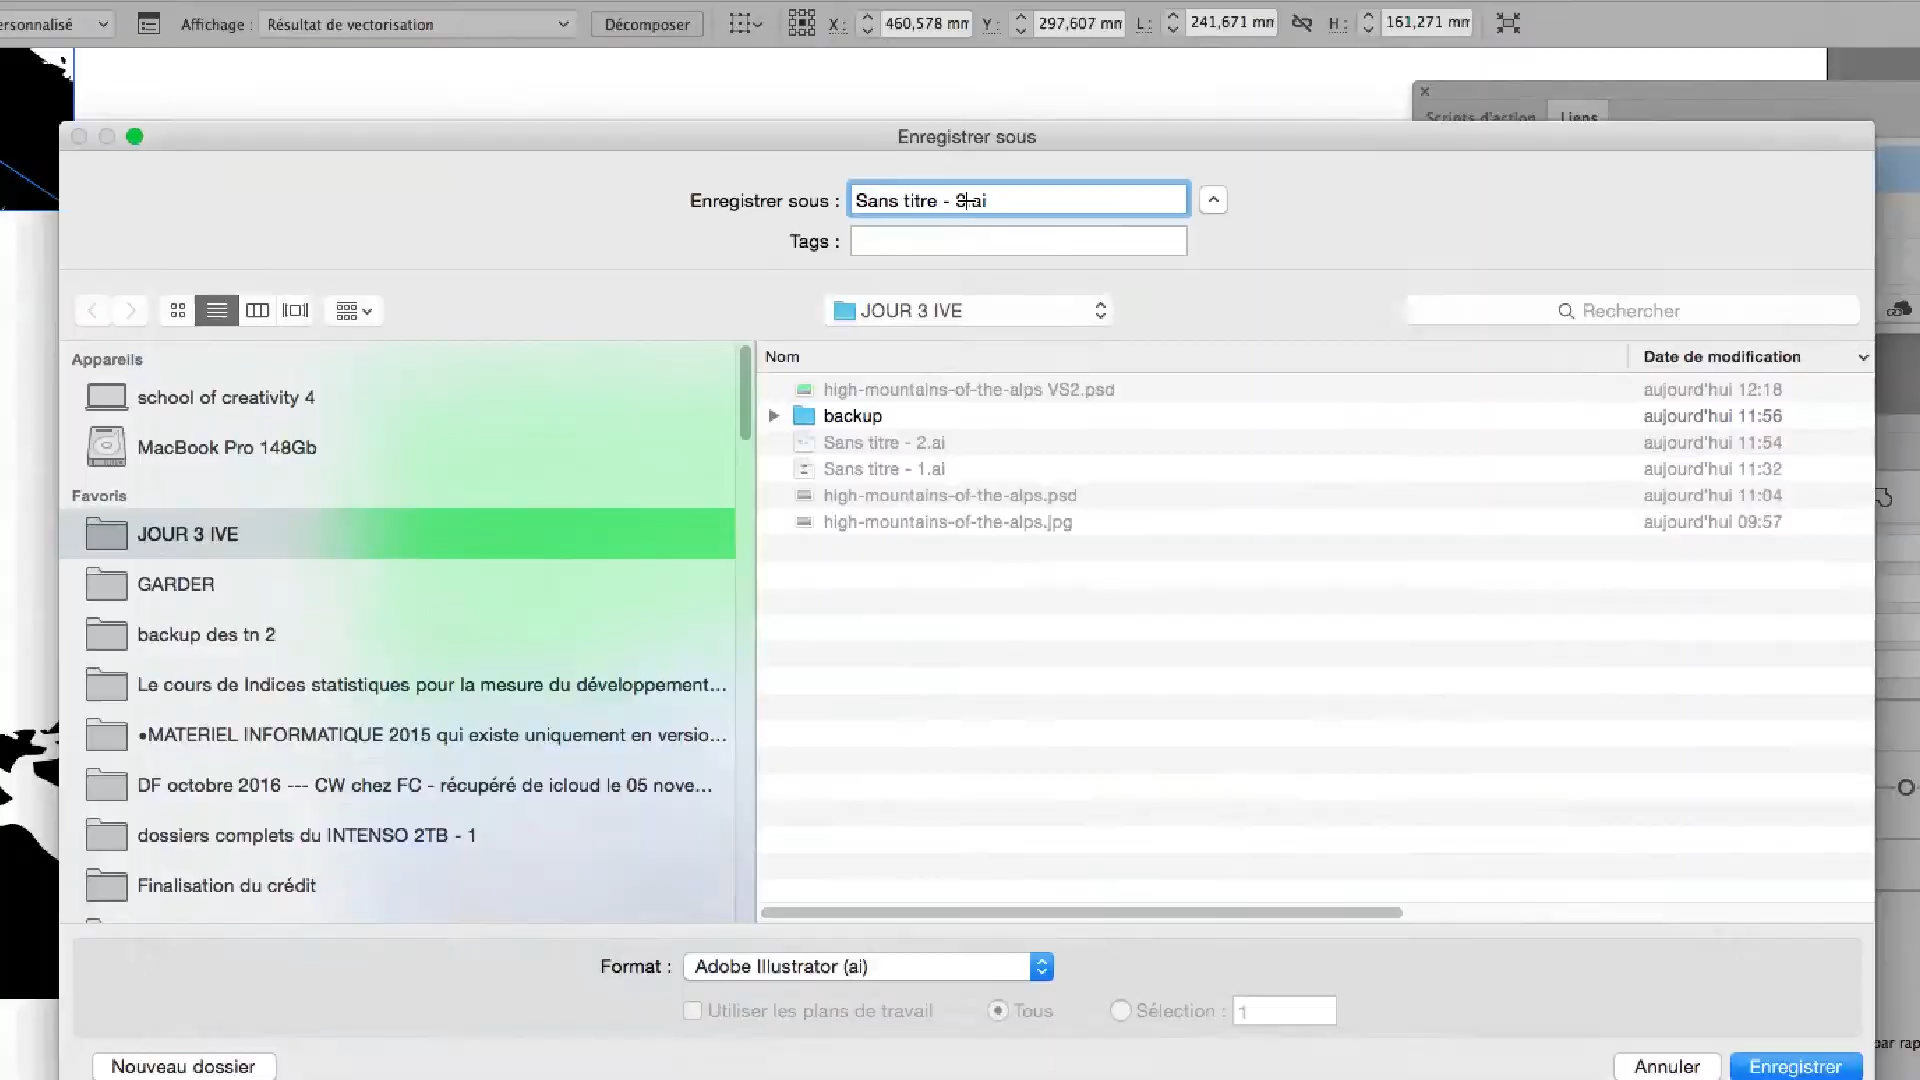 ersonnalisé Affichage : Résultat de vectorisation Décomposer X : 460,578 mm Y : 297,607 mm L : 241,671 mm H : 161,271 mm
Scripts d'action Liens
Enregistrer sous
Enregistrer sous : Sans titre - 3.ai
Tags :
JOUR 3 IVE Rechercher
Appareils
school of creativity 4
MacBook Pro 148Gb
Favoris
JOUR 3 IVE
GARDER
backup des tn 2
Le cours de Indices statistiques pour la mesure du développement...
•MATERIEL INFORMATIQUE 2015 qui existe uniquement en versio...
DF octobre 2016 --- CW chez FC - récupéré de icloud le 05 nove...
dossiers complets du INTENSO 2TB - 1
Finalisation du crédit
Nom Date de modification
high-mountains-of-the-alps VS2.psd aujourd'hui 12:18
backup aujourd'hui 11:56
Sans titre - 2.ai aujourd'hui 11:54
Sans titre - 1.ai aujourd'hui 11:32
high-mountains-of-the-alps.psd aujourd'hui 11:04
high-mountains-of-the-alps.jpg aujourd'hui 09:57
Format : Adobe Illustrator (ai)
Utiliser les plans de travail Tous Sélection : 1
par rap
Nouveau dossier Annuler Enregistrer